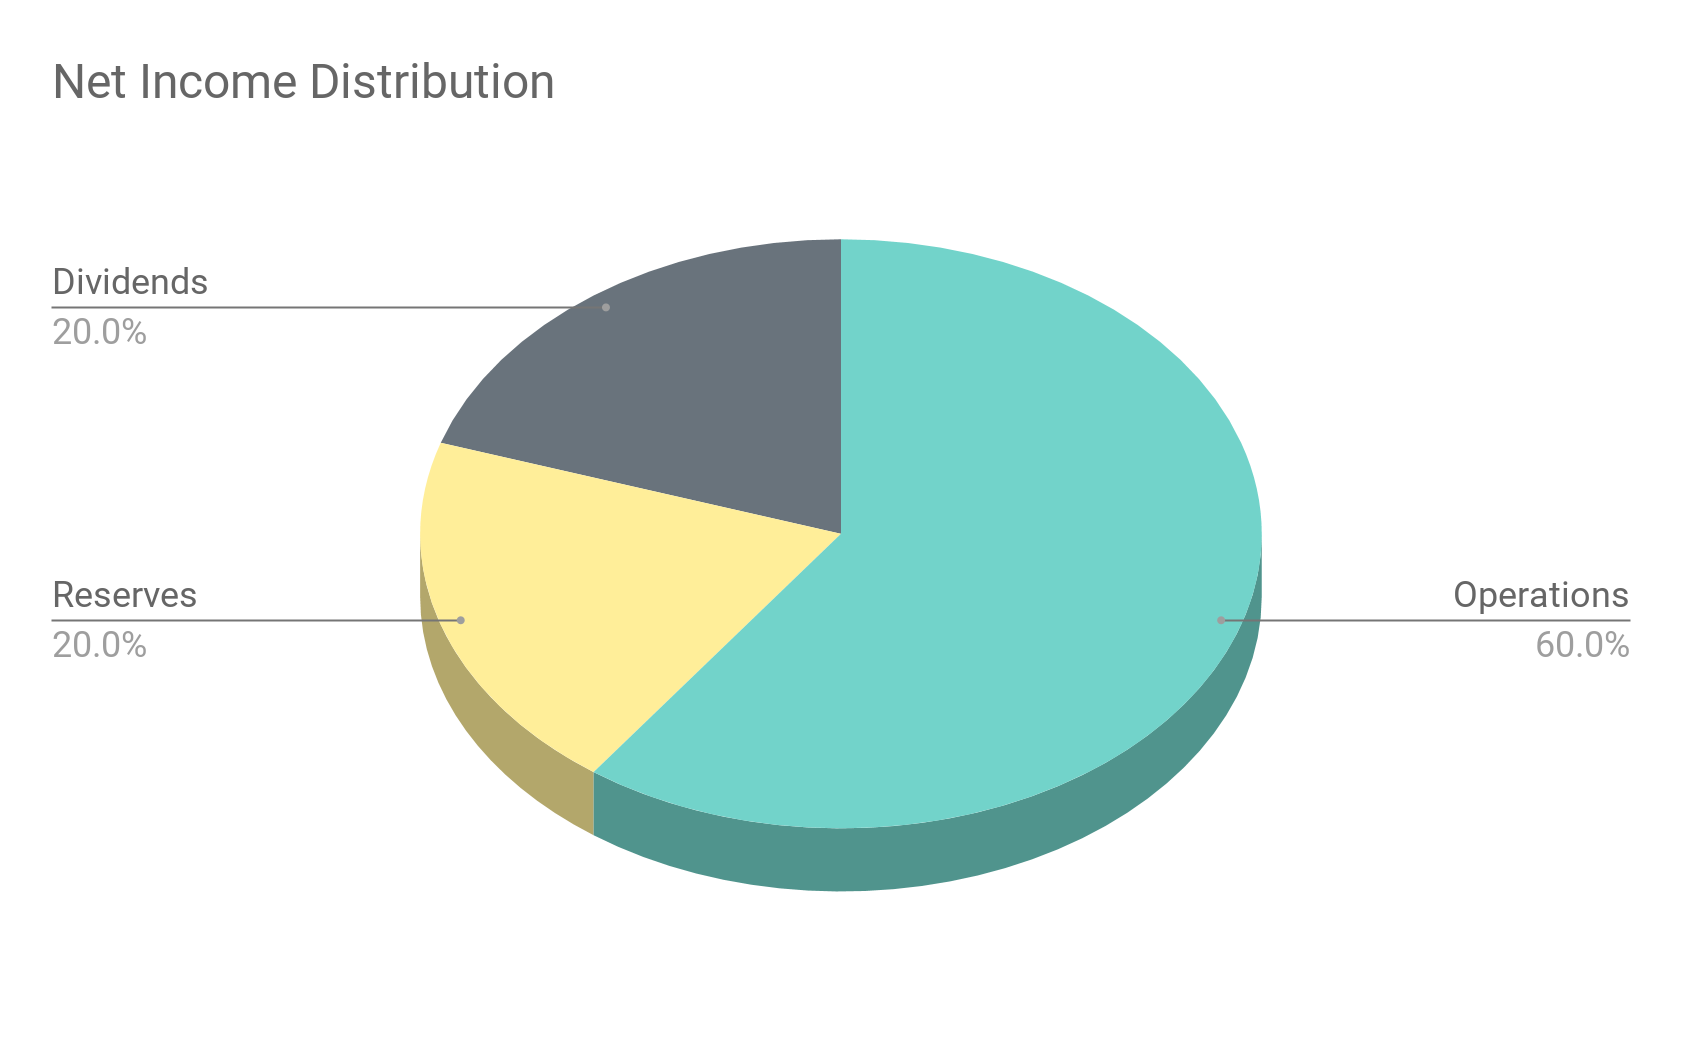 Net Income Distribution
Dividends
20.0%
Reserves
20.0%
Operations
60.0%